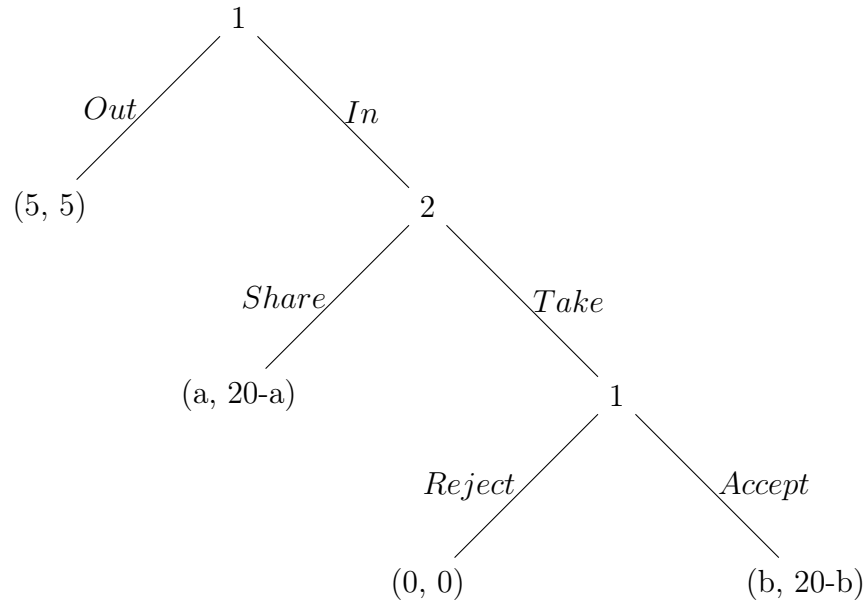 1
Out
In
(5, 5)
2
Share
Take
(a, 20-a)
1
Reject
Accept
(0, 0)
(b, 20-b)